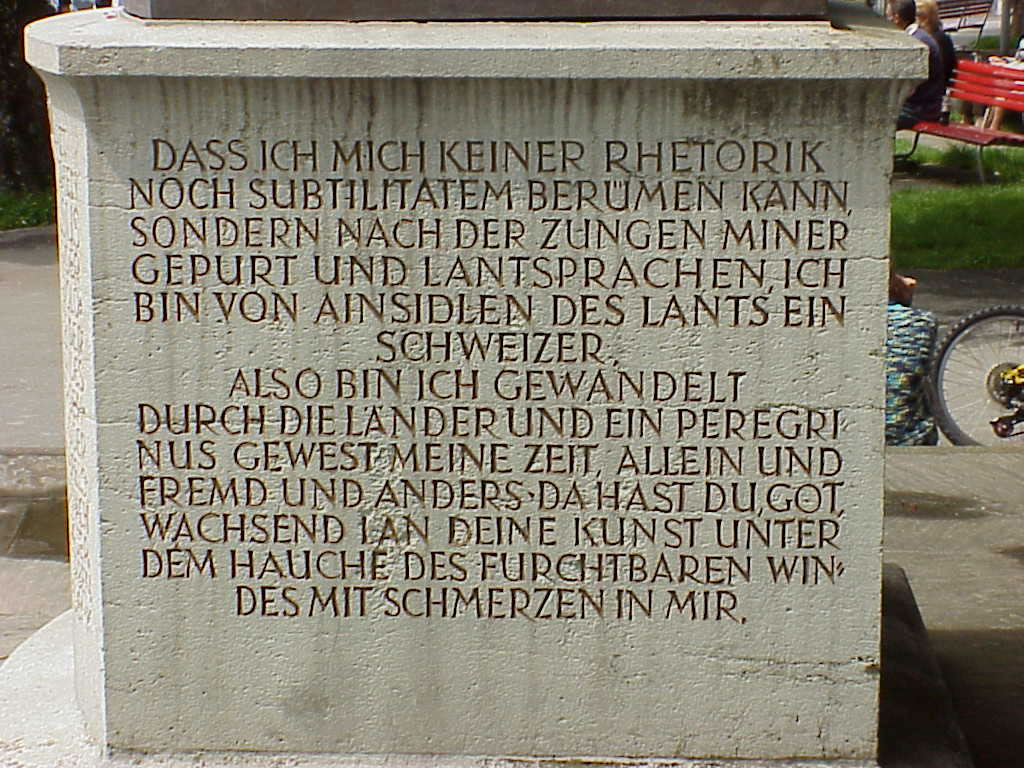 DASS ICH MICH KEINER RHETORIK
NOCH SUBTILITATEM BERÜMEN KANN,
SONDERN NACH DER ZUNGEN MINER
GEPURT UND LANTSPRACHEN, ICH
BIN VON AINSIDLEN DES LANTS EIN
SCHWEIZER,
ALSO BIN ICH GEWANDELT
DURCH DIE LÄNDER UND EIN PEREGRI-
NUS GEWEST MEINE ZEIT, ALLEIN UND
FREMD UND ANDERS·DA HAST DU, GOT,
WACHSEN DLAN DEINE KUNST UNTER
DEM HAUCHE DES FURCHTBAREN WIN-
DES MIT SCHMERZEN IN MIR.